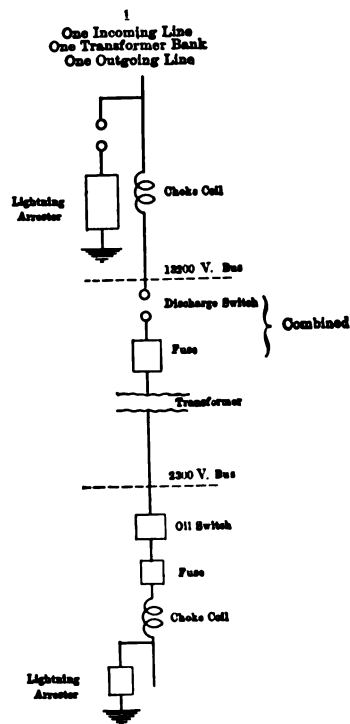 1
One Incoming Line
One Transformer Bank
One Outgoing Line
Lightning
Arrester
Choke Coil
13200 V. Bus
Discharge Switch
Combined
Fuse
Transformer
2300 V. Bus
Oil Switch
Fuse
Choke Coil
Lightning
Arrester